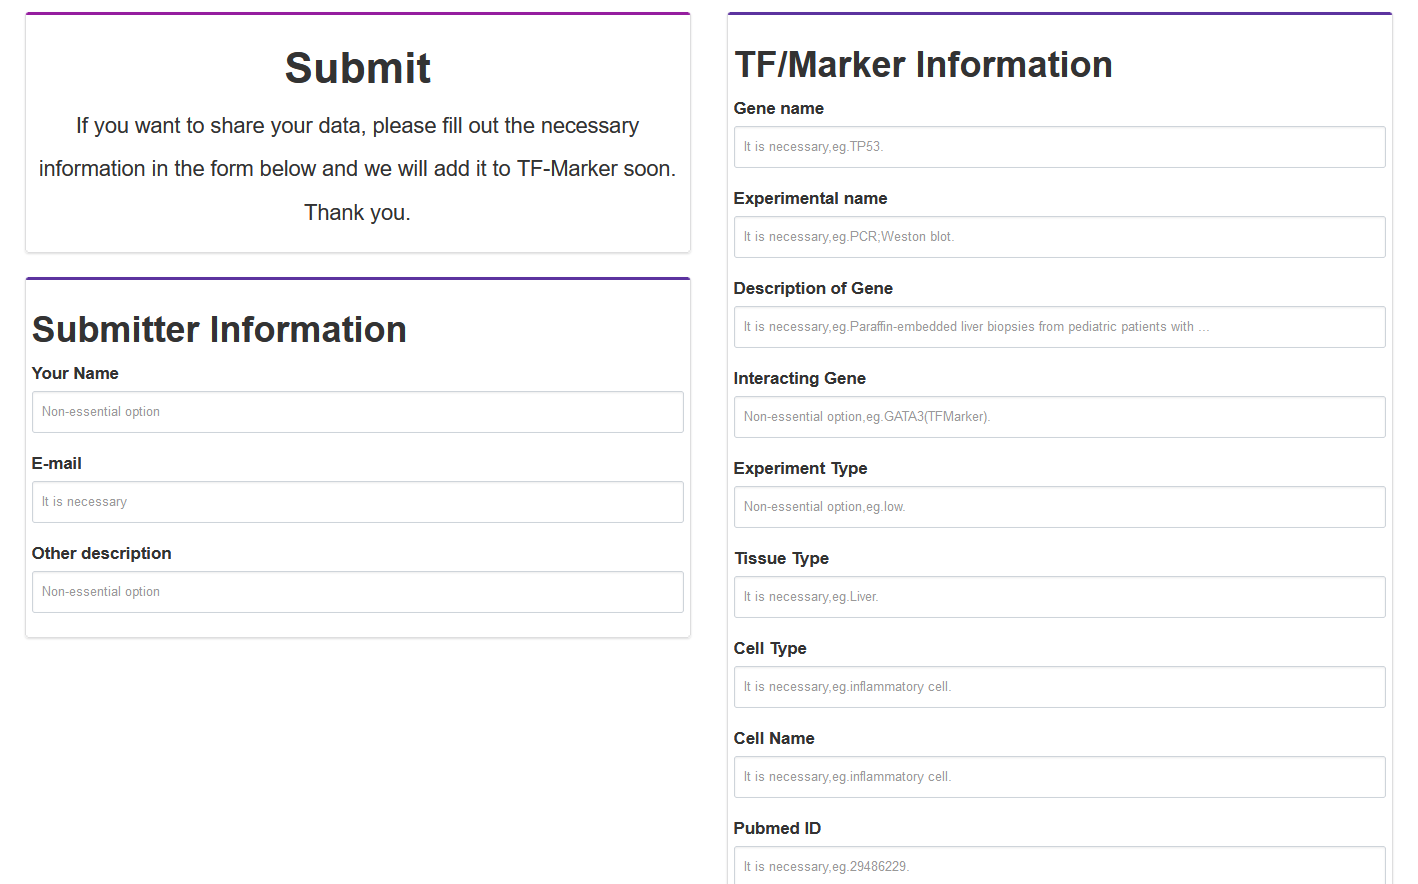 Submit
If you want to share your data, please fill out the necessary
information in the form below and we will add it to TF-Marker soon.
Thank you.
Submitter Information
Your Name
Non-essential option
E-mail
It is necessary
Other description
Non-essential option
TF/Marker Information
Gene name
It is necessary,eg.TP53.
Experimental name
It is necessary,eg.PCR;Weston blot.
Description of Gene
It is necessary,eg.Paraffin-embedded liver biopsies from pediatric patients with ...
Interacting Gene
Non-essential option,eg.GATA3(TFMarker).
Experiment Type
Non-essential option,eg.low.
Tissue Type
It is necessary,eg.Liver.
Cell Type
It is necessary,eg.inflammatory cell.
Cell Name
It is necessary,eg.inflammatory cell.
Pubmed ID
It is necessary,eg.29486229.